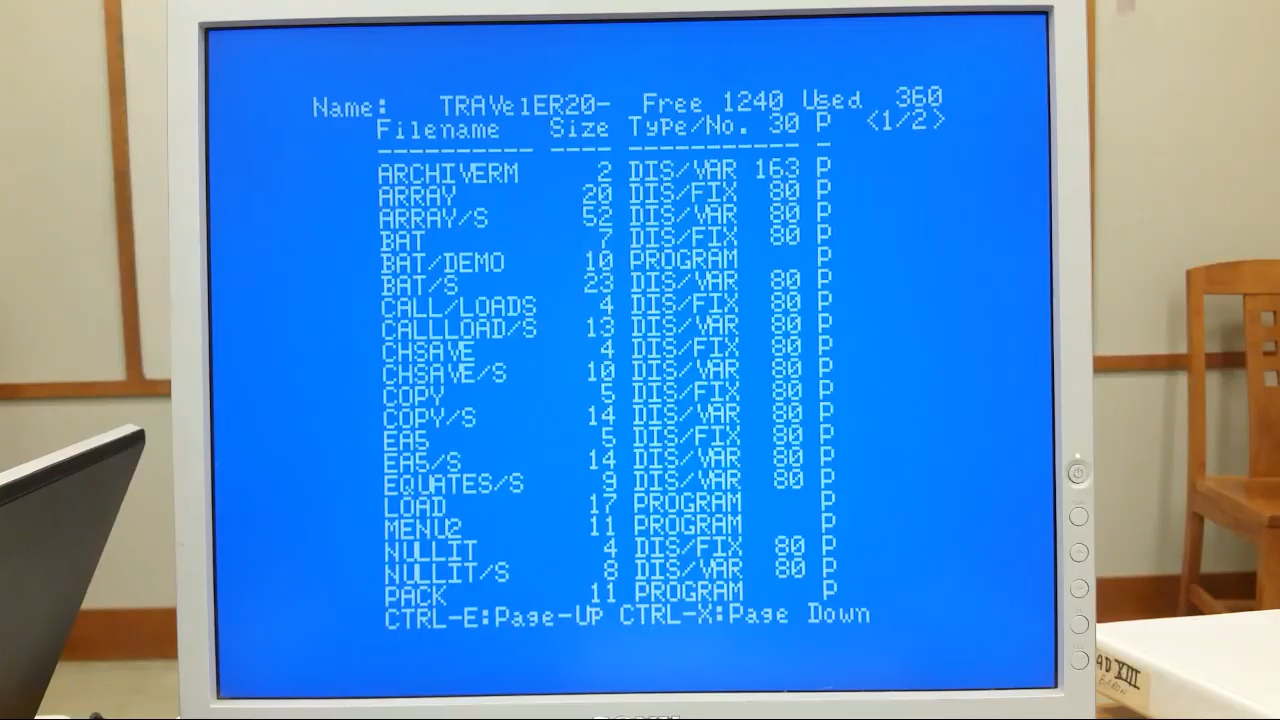 Name:   TRAVelER20-  Free 1240 Used  360
Filename   Size Type/No. 30 P  <1/2>
---------- ---- ----------- -
ARCHIVERM     2 DIS/VAR 163 P
ARRAY        20 DIS/FIX  80 P
ARRAY/S      52 DIS/VAR  80 P
BAT           7 DIS/FIX  80 P
BAT/DEMO     10 PROGRAM     P
BAT/S        23 DIS/VAR  80 P
CALL/LOADS    4 DIS/FIX  80 P
CALLLOAD/S   13 DIS/VAR  80 P
CHSAVE        4 DIS/FIX  80 P
CHSAVE/S     10 DIS/VAR  80 P
COPY          5 DIS/FIX  80 P
COPY/S       14 DIS/VAR  80 P
EA5           5 DIS/FIX  80 P
EA5/S        14 DIS/VAR  80 P
EQUATES/S     9 DIS/VAR  80 P
LOAD         17 PROGRAM     P
MENU2        11 PROGRAM     P
NULLIT        4 DIS/FIX  80 P
NULLIT/S      8 DIS/VAR  80 P
PACK         11 PROGRAM     P
CTRL-E:Page-UP CTRL-X:Page Down
AD XIII
BARON